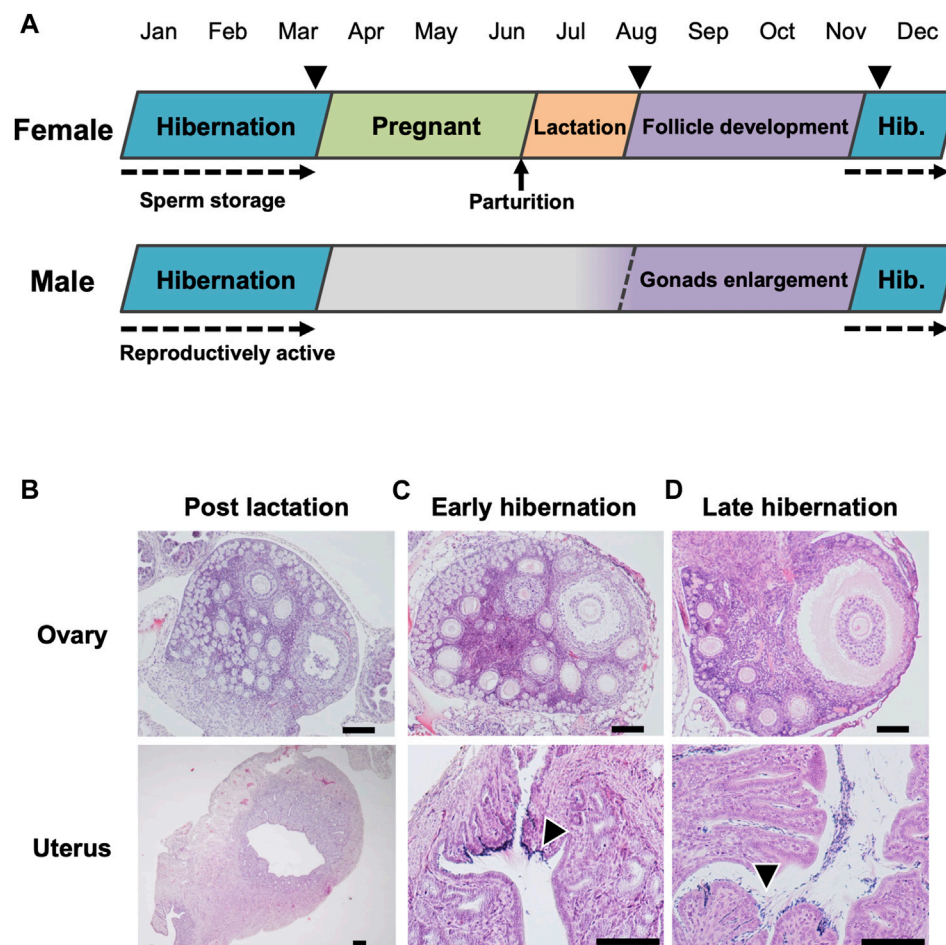 A
Jan Feb Mar Apr May Jun Jul Aug Sep Oct Nov Dec
Female Hibernation Pregnant Lactation Follicle development Hib.
Sperm storage Parturition
Male Hibernation Gonads enlargement Hib.
Reproductively active
B Post lactation C Early hibernation D Late hibernation
Ovary
Uterus